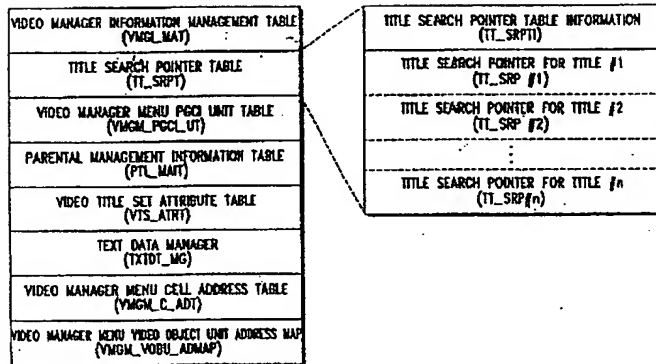 VIDEO MANAGER INFORMATION MANAGEMENT TABLE
(VMGI_MAT)
TITLE SEARCH POINTER TABLE
(TT_SRPT)
VIDEO MANAGER MENU PGCI UNIT TABLE
(VMGM_PGCI_UT)
PARENTAL MANAGEMENT INFORMATION TABLE
(PTL_MAIT)
VIDEO TITLE SET ATTRIBUTE TABLE
(VTS_ATRT)
TEXT DATA MANAGER
(TXTDT_MG)
VIDEO MANAGER MENU CELL ADDRESS TABLE
(VMGM_C_ADT)
VIDEO MANAGER MENU VIDEO OBJECT UNIT ADDRESS MAP
(VMGM_VOBU_ADMAP)
TITLE SEARCH POINTER TABLE INFORMATION
(TT_SRPTI)
TITLE SEARCH POINTER FOR TITLE #1
(TT_SRP #1)
TITLE SEARCH POINTER FOR TITLE #2
(TT_SRP #2)
TITLE SEARCH POINTER FOR TITLE #n
(TT_SRP#n)